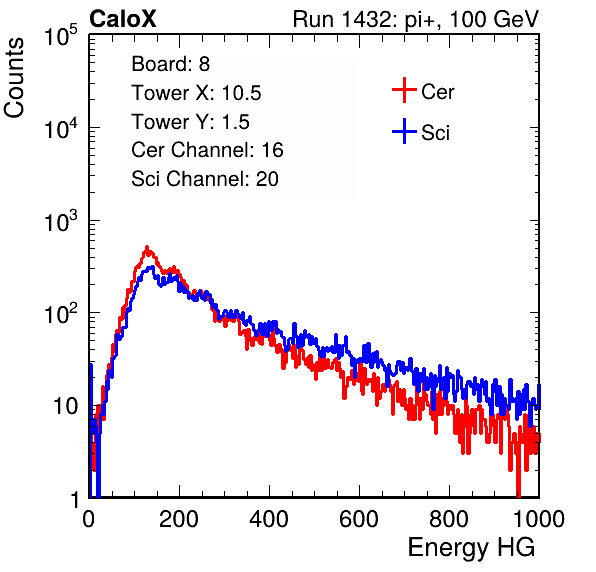 CaloX Run 1432: pi+, 100 GeV
Counts
Board: 8
Tower X: 10.5
Tower Y: 1.5
Cer Channel: 16
Sci Channel: 20
Cer
Sci
10^5
10^4
10^3
10^2
10
1
0 200 400 600 800 1000
Energy HG